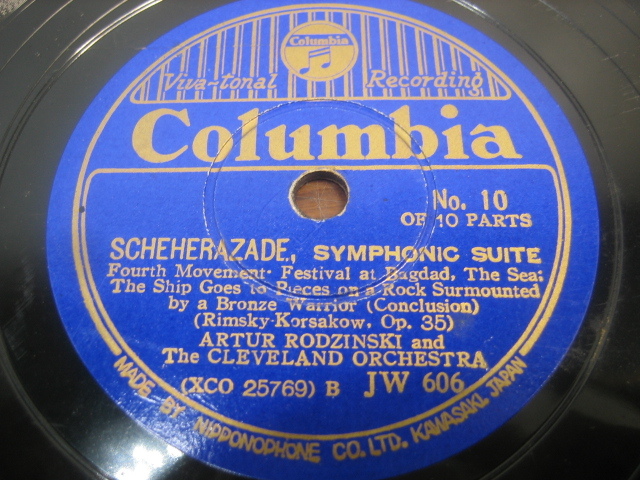 Columbia
Viva-tonal Recording
Columbia
No. 10
OF 10 PARTS
SCHEHERAZADE, SYMPHONIC SUITE
Fourth Movement: Festival at Bagdad, The Sea;
The Ship Goes to Pieces on a Rock Surmounted
by a Bronze Warrior (Conclusion)
(Rimsky-Korsakow, Op. 35)
ARTUR RODZINSKI and
The CLEVELAND ORCHESTRA
(XCO 25769) B JW 606
MADE BY NIPPONOPHONE CO. LTD. KAWASAKI, JAPAN